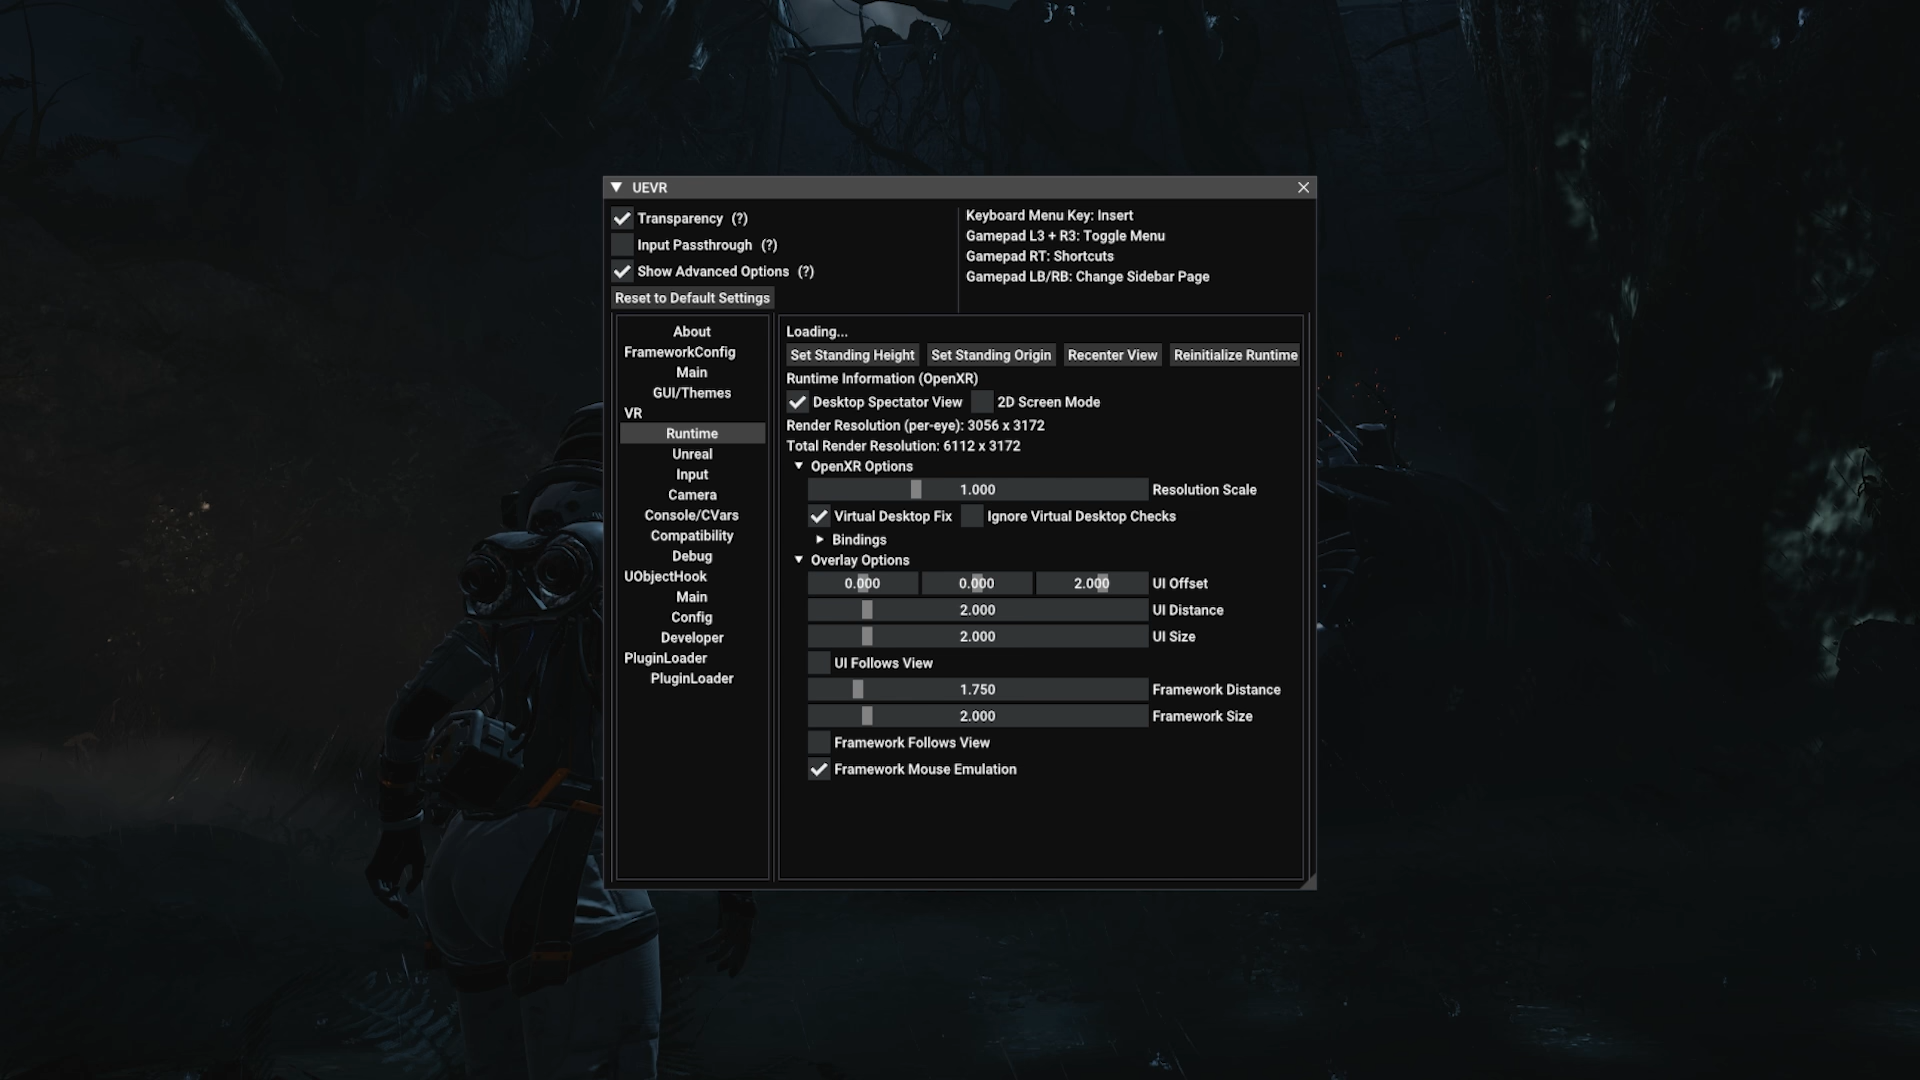 UEVR
Transparency (?)
Input Passthrough (?)
Show Advanced Options (?)
Reset to Default Settings
Keyboard Menu Key: Insert
Gamepad L3 + R3: Toggle Menu
Gamepad RT: Shortcuts
Gamepad LB/RB: Change Sidebar Page
About
FrameworkConfig
Main
GUI/Themes
VR
Runtime
Unreal
Input
Camera
Console/CVars
Compatibility
Debug
UObjectHook
Main
Config
Developer
PluginLoader
PluginLoader
Loading...
Set Standing Height Set Standing Origin Recenter View Reinitialize Runtime
Runtime Information (OpenXR)
Desktop Spectator View 2D Screen Mode
Render Resolution (per-eye): 3056 x 3172
Total Render Resolution: 6112 x 3172
OpenXR Options
1.000 Resolution Scale
Virtual Desktop Fix Ignore Virtual Desktop Checks
Bindings
Overlay Options
0.000 0.000 2.000 UI Offset
2.000 UI Distance
2.000 UI Size
UI Follows View
1.750 Framework Distance
2.000 Framework Size
Framework Follows View
Framework Mouse Emulation